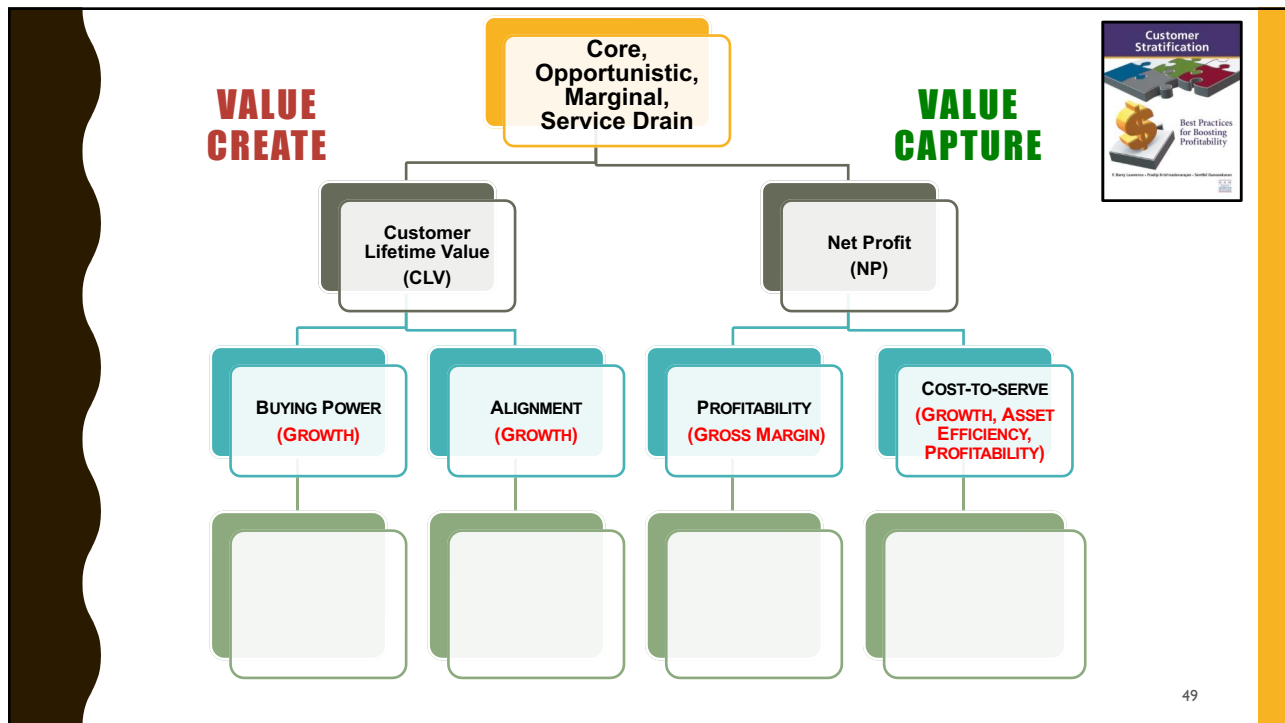 Core,
Opportunistic,
Marginal,
Service Drain
VALUE
CREATE
VALUE
CAPTURE
Customer
Stratification
Best Practices
for Boosting
Profitability
Customer
Lifetime Value
(CLV)
Net Profit
(NP)
BUYING POWER
(GROWTH)
ALIGNMENT
(GROWTH)
PROFITABILITY
(GROSS MARGIN)
COST-TO-SERVE
(GROWTH, ASSET
EFFICIENCY,
PROFITABILITY)
49